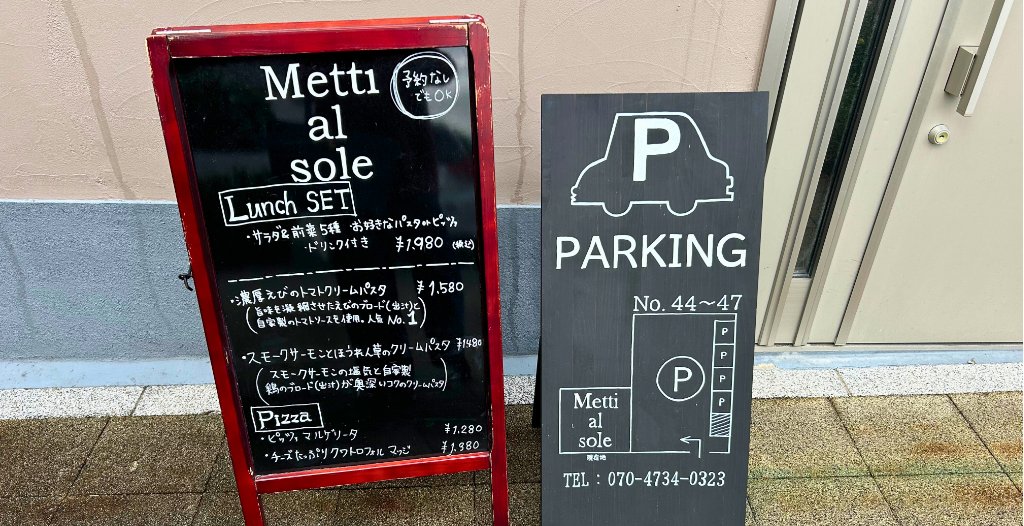 Metti
al
sole
予約なし
でもOK
Lunch SET
・サラダ&前菜5種 お好きなパスタorピッツァ
・ドリンク付き ¥1,980 (税込)
・濃厚えびのトマトクリームパスタ ¥1,580
(旨味を凝縮させたえびのブロード(出汁)と
自家製のトマトソースを使用。人気No.1)
・スモークサーモンとほうれん草のクリームパスタ ¥1480
(スモークサーモンの塩気と自家製
鶏のブロード(出汁)が奥深いコクのクリームパスタ)
Pizza
・ピッツァ マルゲリータ ¥1,280
・チーズたっぷりクワトロフォルマッジ ¥1,980
P
PARKING
No. 44〜47
P
P
P
P
P
Metti
al
sole
現在地
TEL : 070-4734-0323